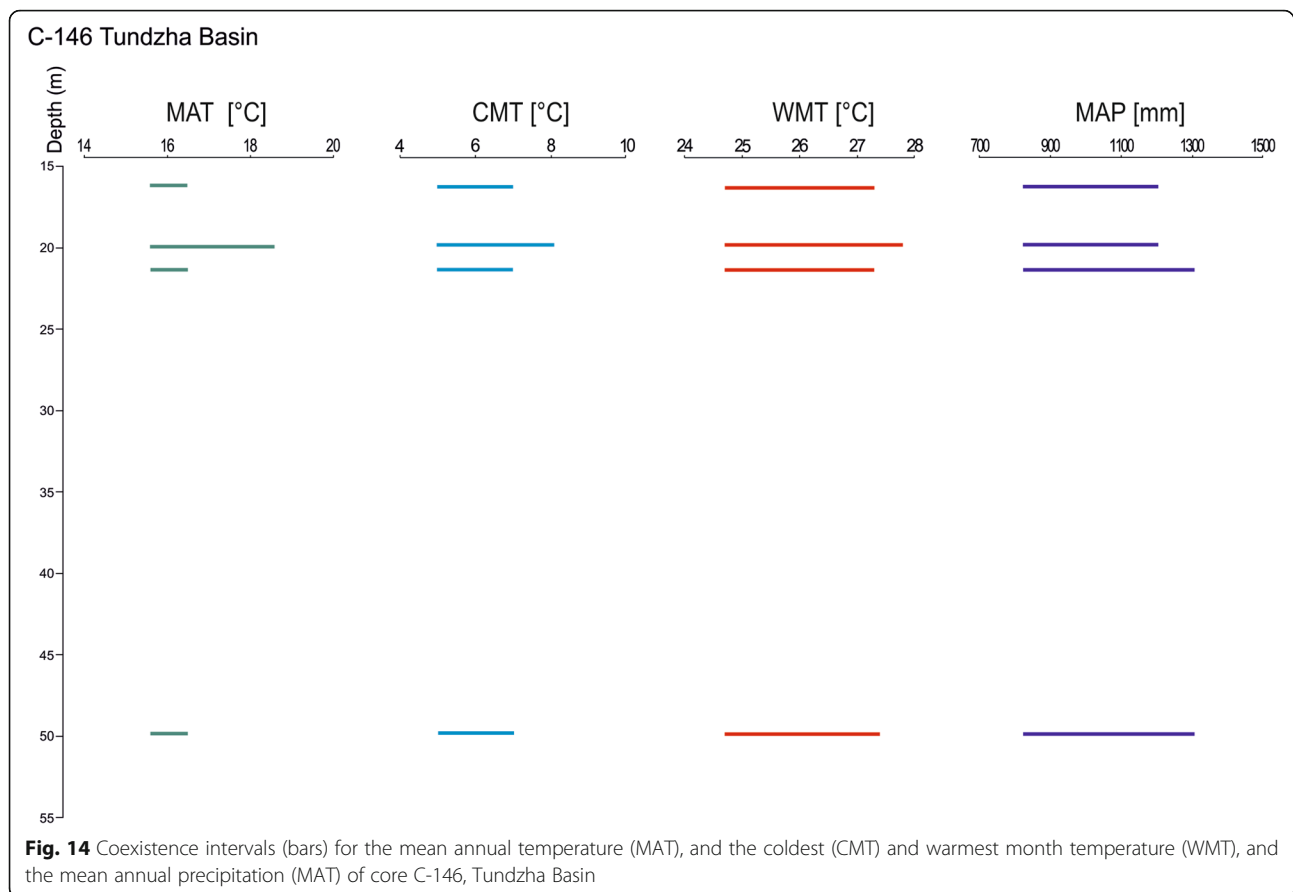 C-146 Tundzha Basin
Depth (m)
MAT [°C] CMT [°C] WMT [°C] MAP [mm]
14 16 18 20 4 6 8 10 24 25 26 27 28 700 900 1100 1300 1500
15
20
25
30
35
40
45
50
55
Fig. 14 Coexistence intervals (bars) for the mean annual temperature (MAT), and the coldest (CMT) and warmest month temperature (WMT), and
the mean annual precipitation (MAT) of core C-146, Tundzha Basin